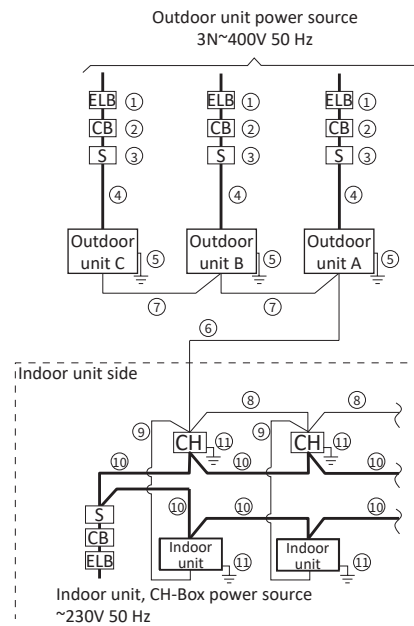 Outdoor unit power source
3N~400V 50 Hz
ELB ① ELB ① ELB ①
CB ② CB ② CB ②
S ③ S ③ S ③
④ ④ ④
Outdoor unit C ⑤ Outdoor unit B ⑤ Outdoor unit A ⑤
⑦ ⑦
⑥
Indoor unit side
⑧ ⑧
⑨ CH ⑪ ⑨ CH ⑪
⑩ ⑩ ⑩
S ⑩ ⑩ ⑩
CB
ELB
Indoor unit ⑪ Indoor unit ⑪
Indoor unit, CH-Box power source
~230V 50 Hz